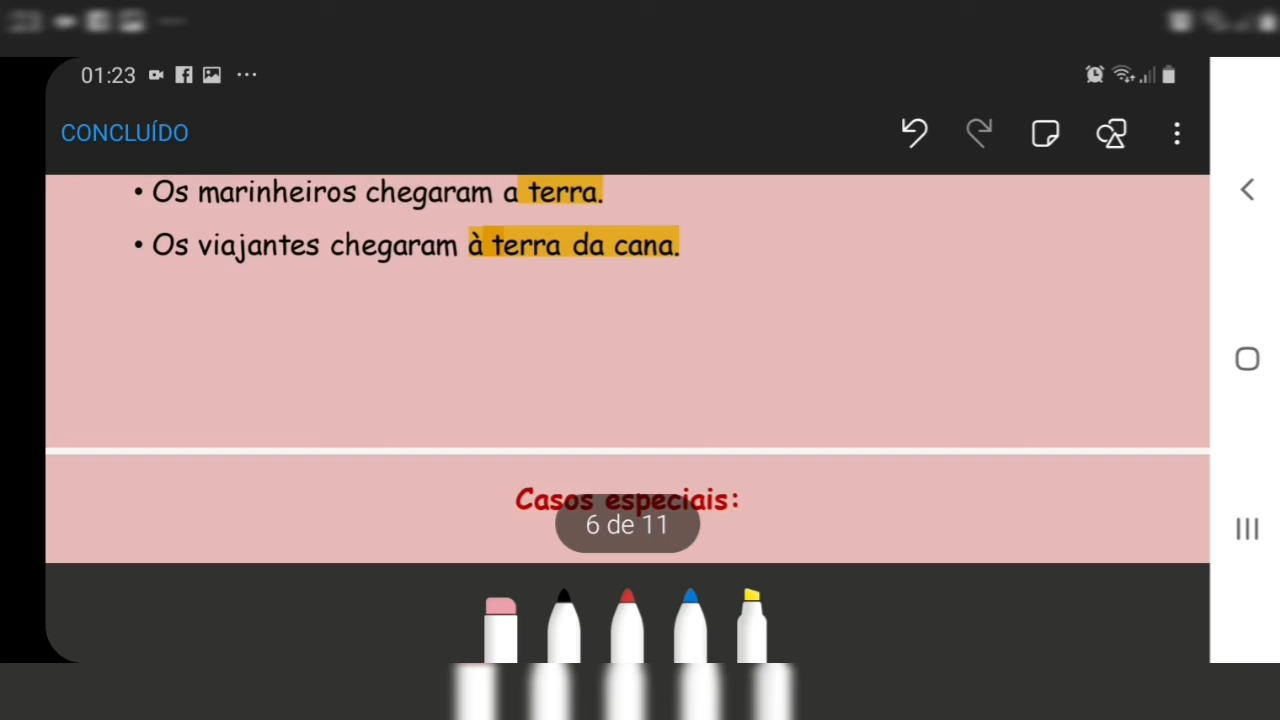 01:23
CONCLUÍDO
• Os marinheiros chegaram a terra.
• Os viajantes chegaram à terra da cana.
Casos especiais:
6 de 11